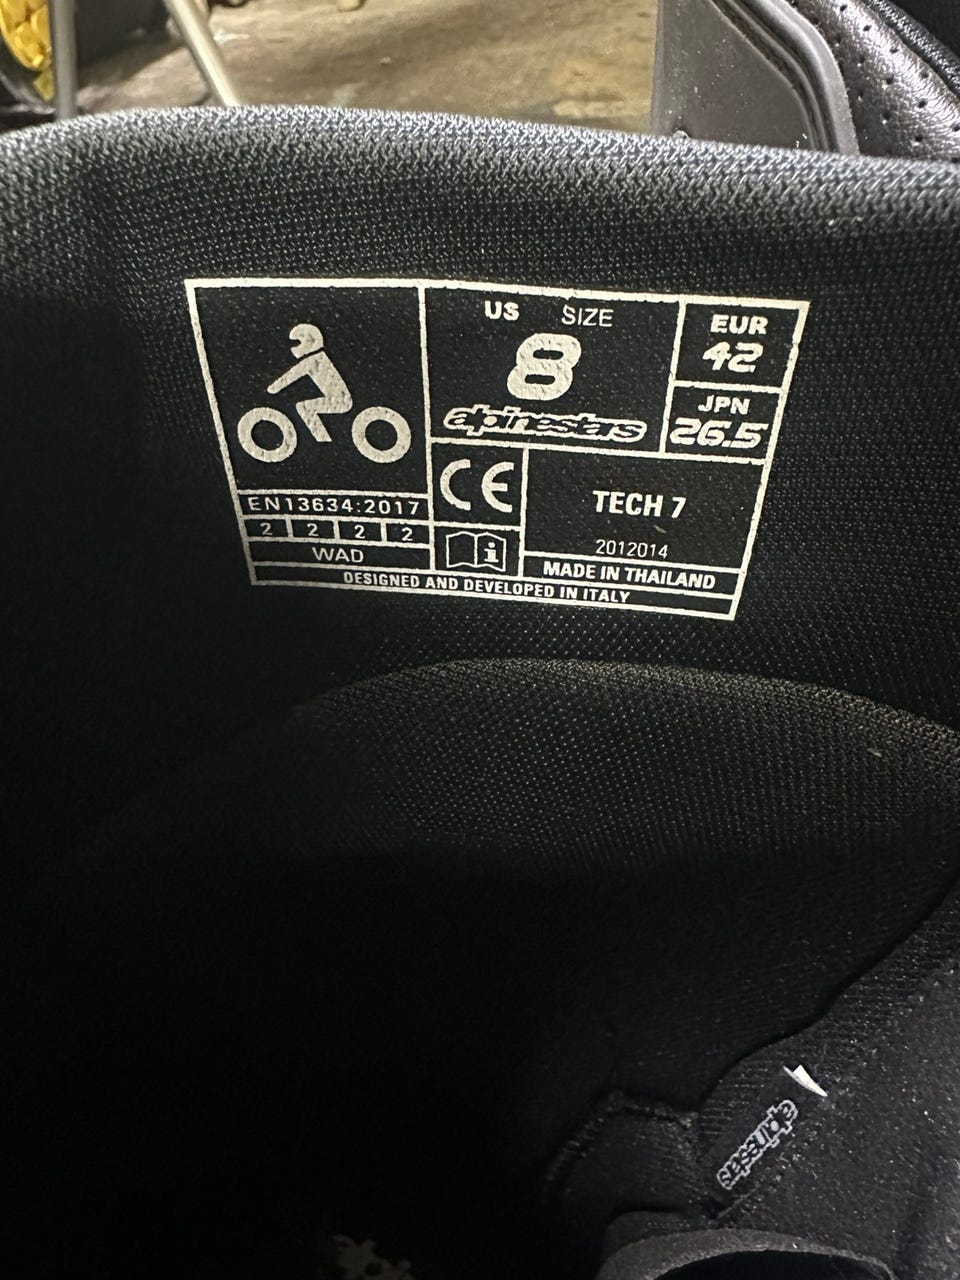 US SIZE
8
alpinestars
EUR
42
JPN
26.5
EN13634:2017
2 2 2 2
WAD
CE
TECH 7
2012014
MADE IN THAILAND
DESIGNED AND DEVELOPED IN ITALY
alpinestars